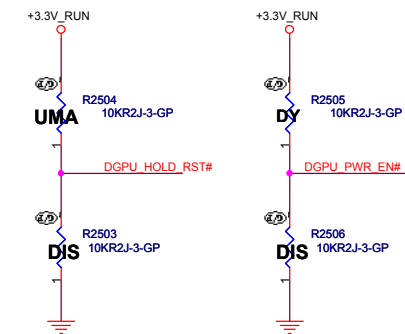 +3.3V_RUN
R2504
10KR2J-3-GP
UMA
1
DGPU_HOLD_RST#
R2503
10KR2J-3-GP
DIS
1
+3.3V_RUN
R2505
10KR2J-3-GP
DY
1
DGPU_PWR_EN#
R2506
10KR2J-3-GP
DIS
1